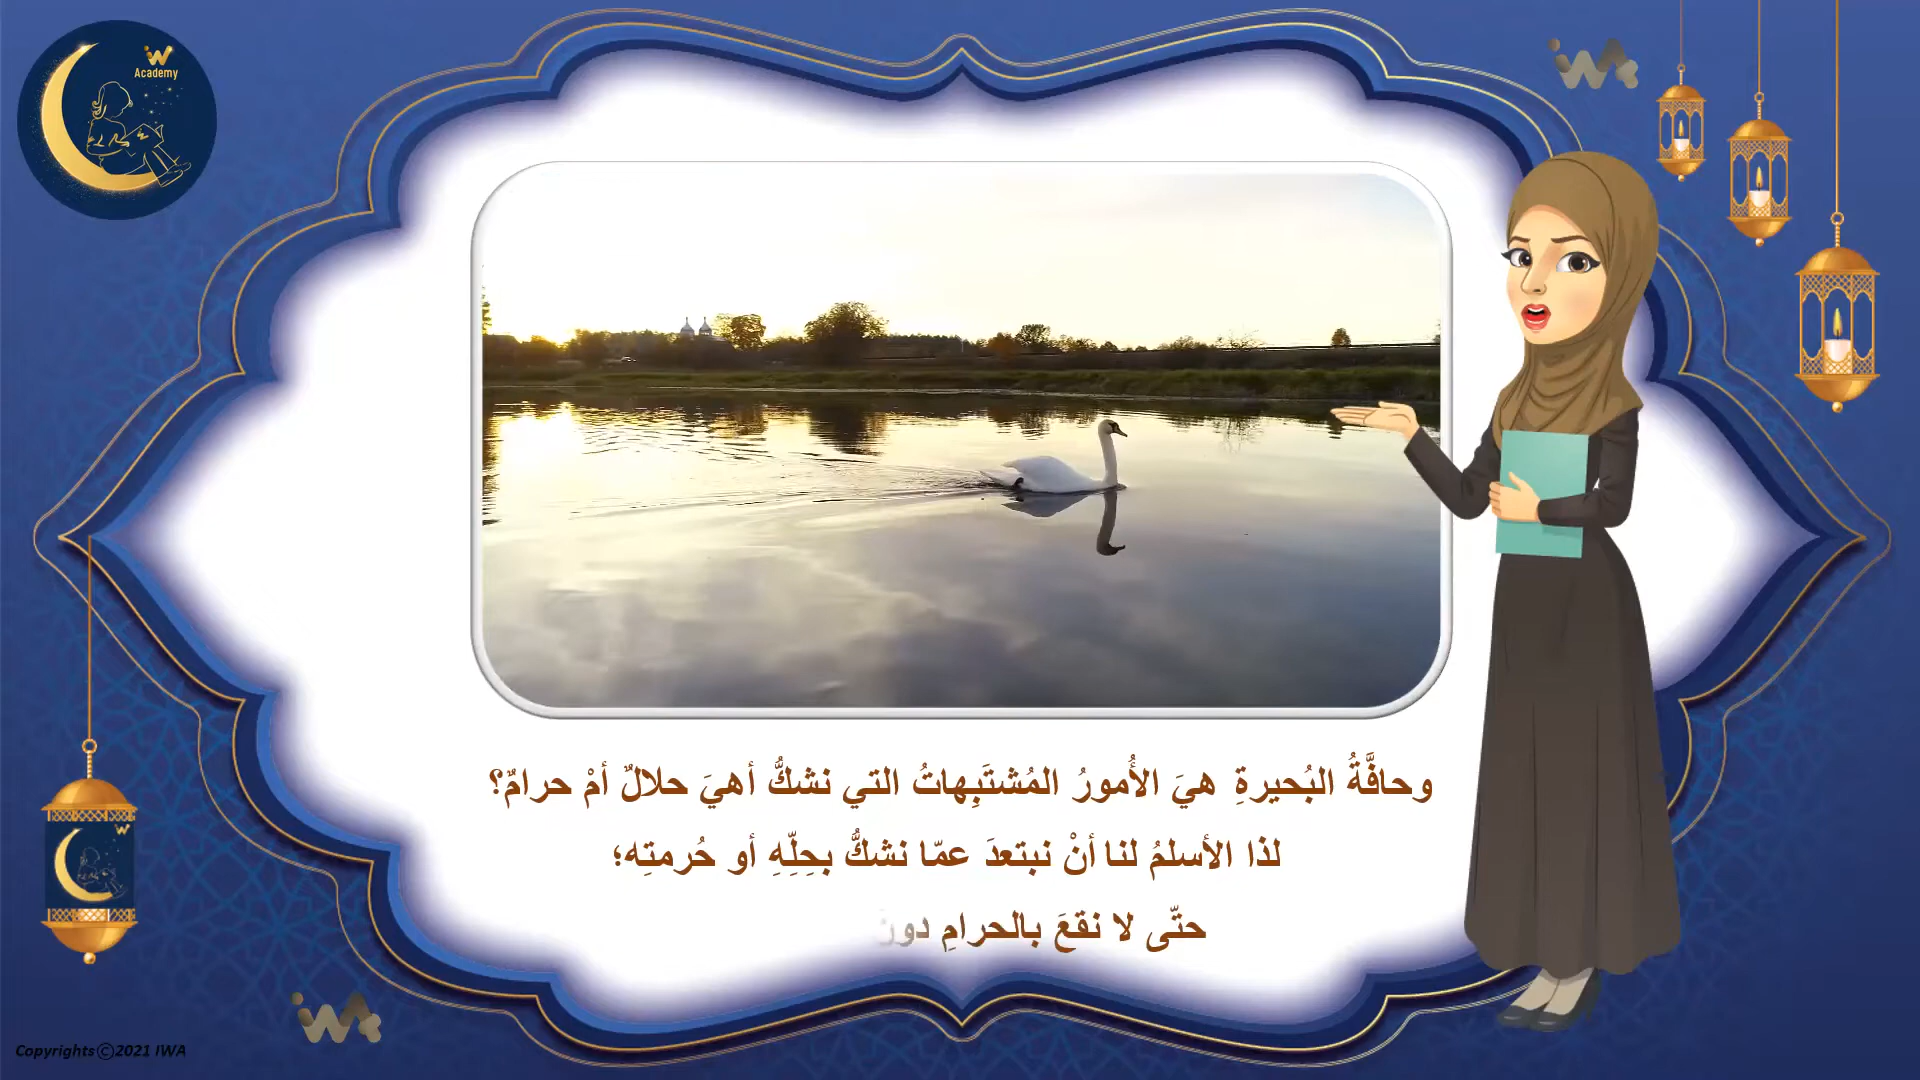 Academy
وحافَّةُ البُحيرةِ هيَ الأُمورُ المُشتَبِهاتُ التي نشكُّ أهيَ حلالٌ أمْ حرامٌ؟
لذا الأسلمُ لنا أنْ نبتعدَ عمّا نشكُّ بحِلِّهِ أو حُرمتِه؛
حتّى لا نقعَ بالحرامِ دونَ
Copyrights©2021 IWA